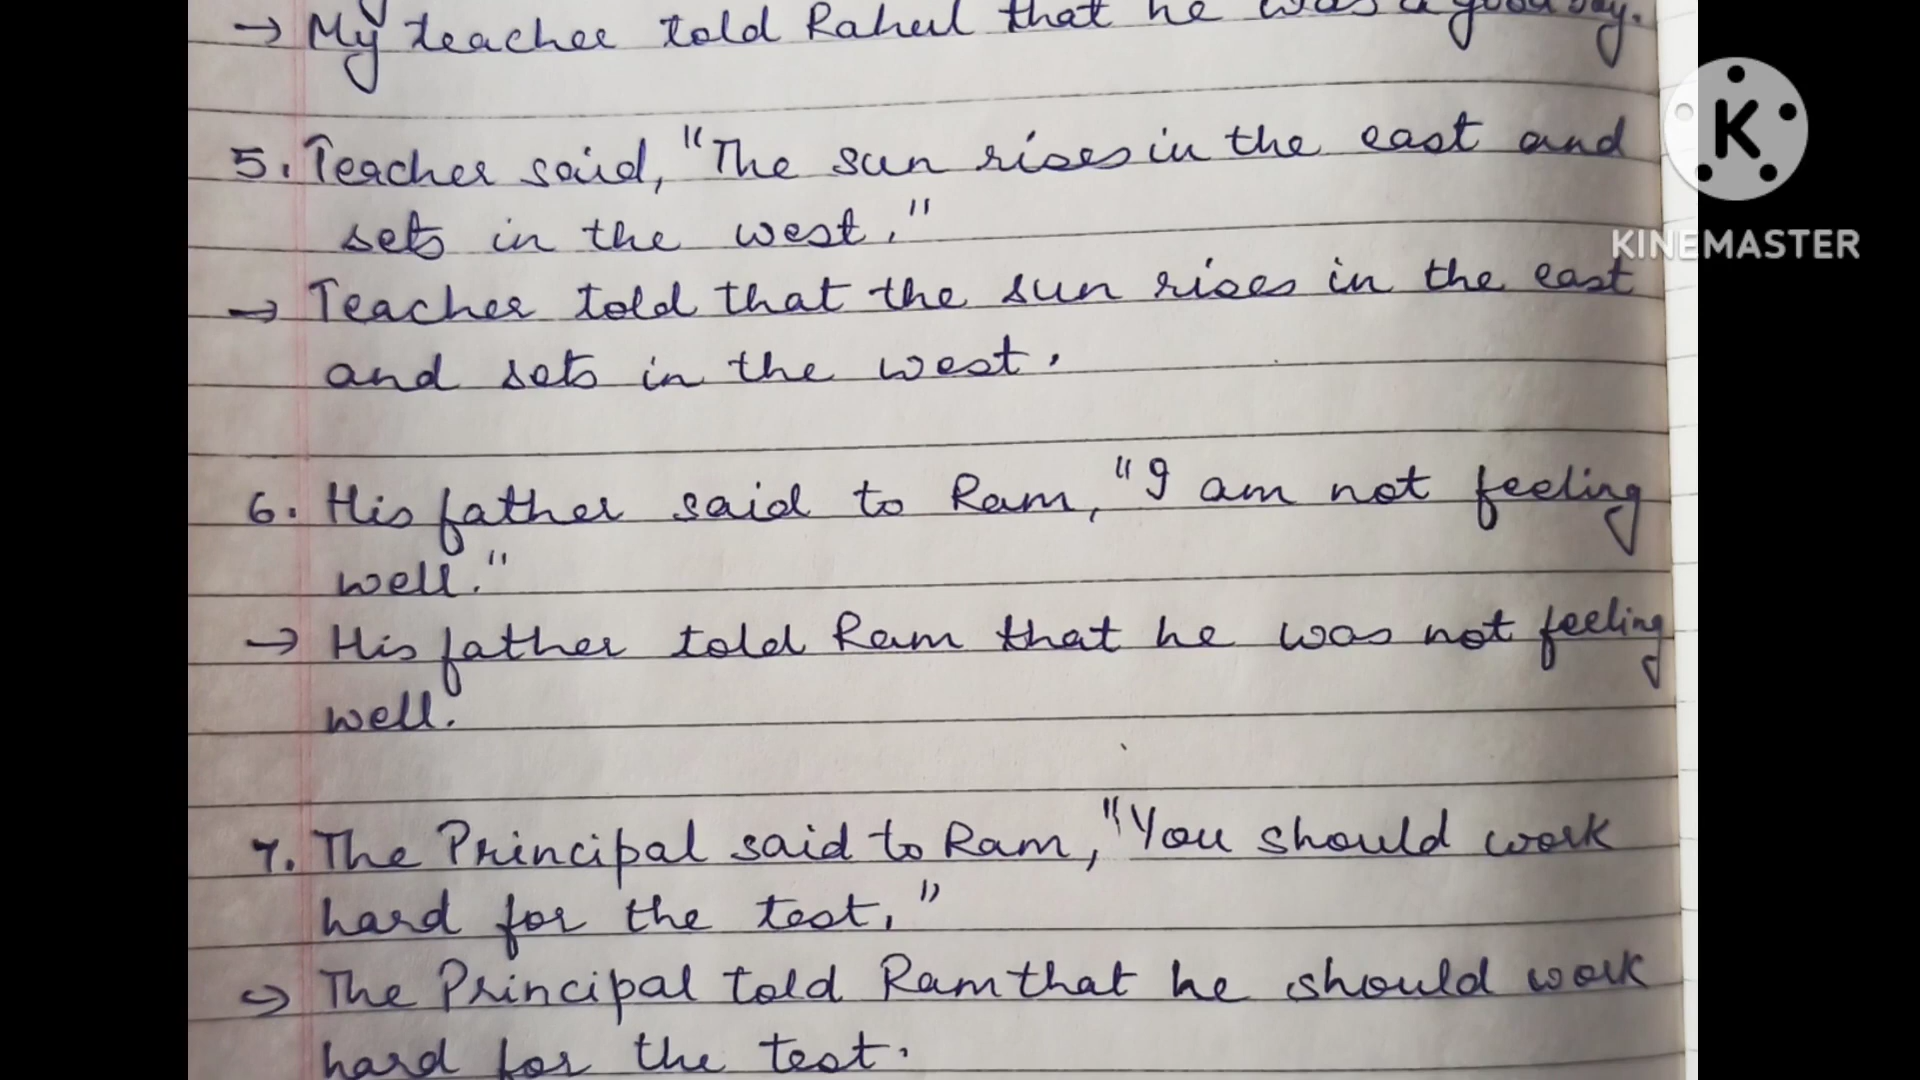 → My teacher told Rahul that he was a good boy.
5. Teacher said, "The sun rises in the east and
sets in the west."
→ Teacher told that the sun rises in the east
and sets in the west.
6. His father said to Ram, "I am not feeling
well."
→ His father told Ram that he was not feeling
well.
7. The Principal said to Ram, "You should work
hard for the test."
→ The Principal told Ram that he should work
hard for the test.
K
KINEMASTER